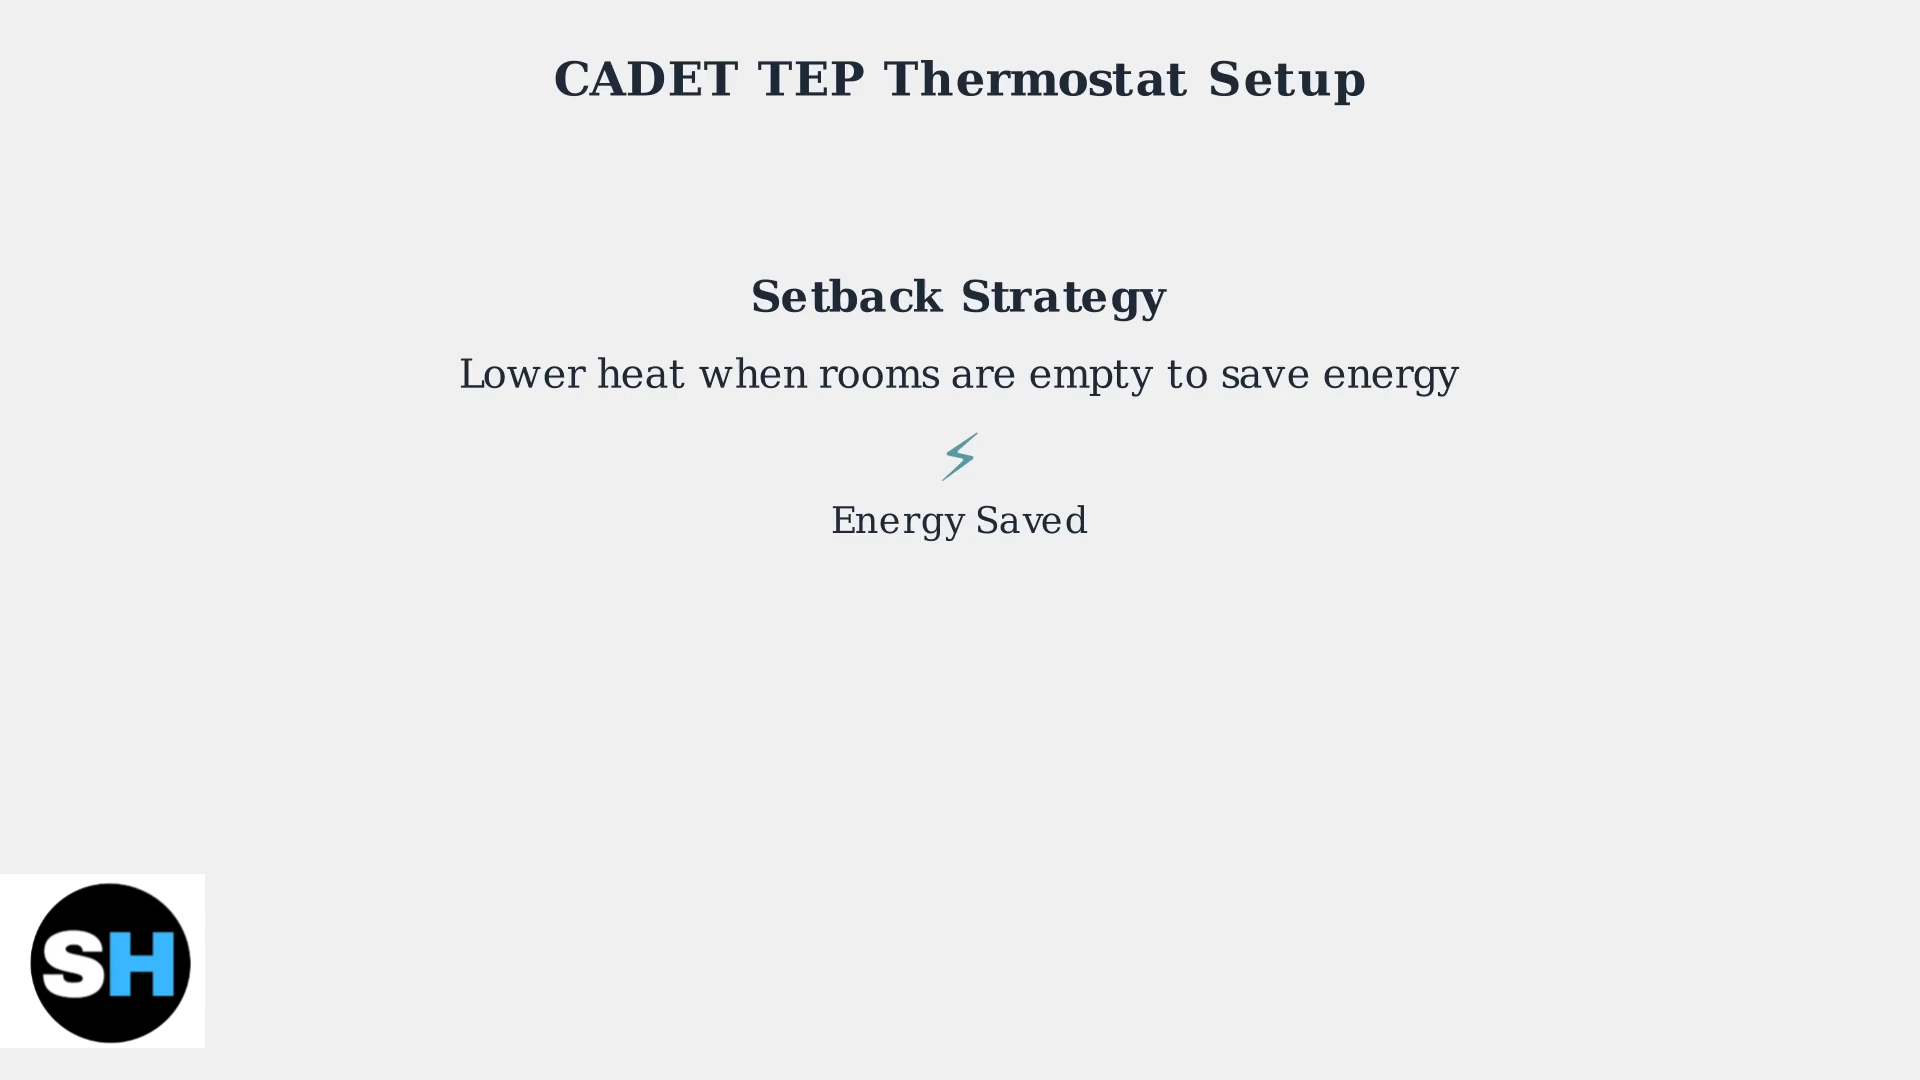 CADET TEP Thermostat Setup
Setback Strategy
Lower heat when rooms are empty to save energy
⚡
Energy Saved
SH